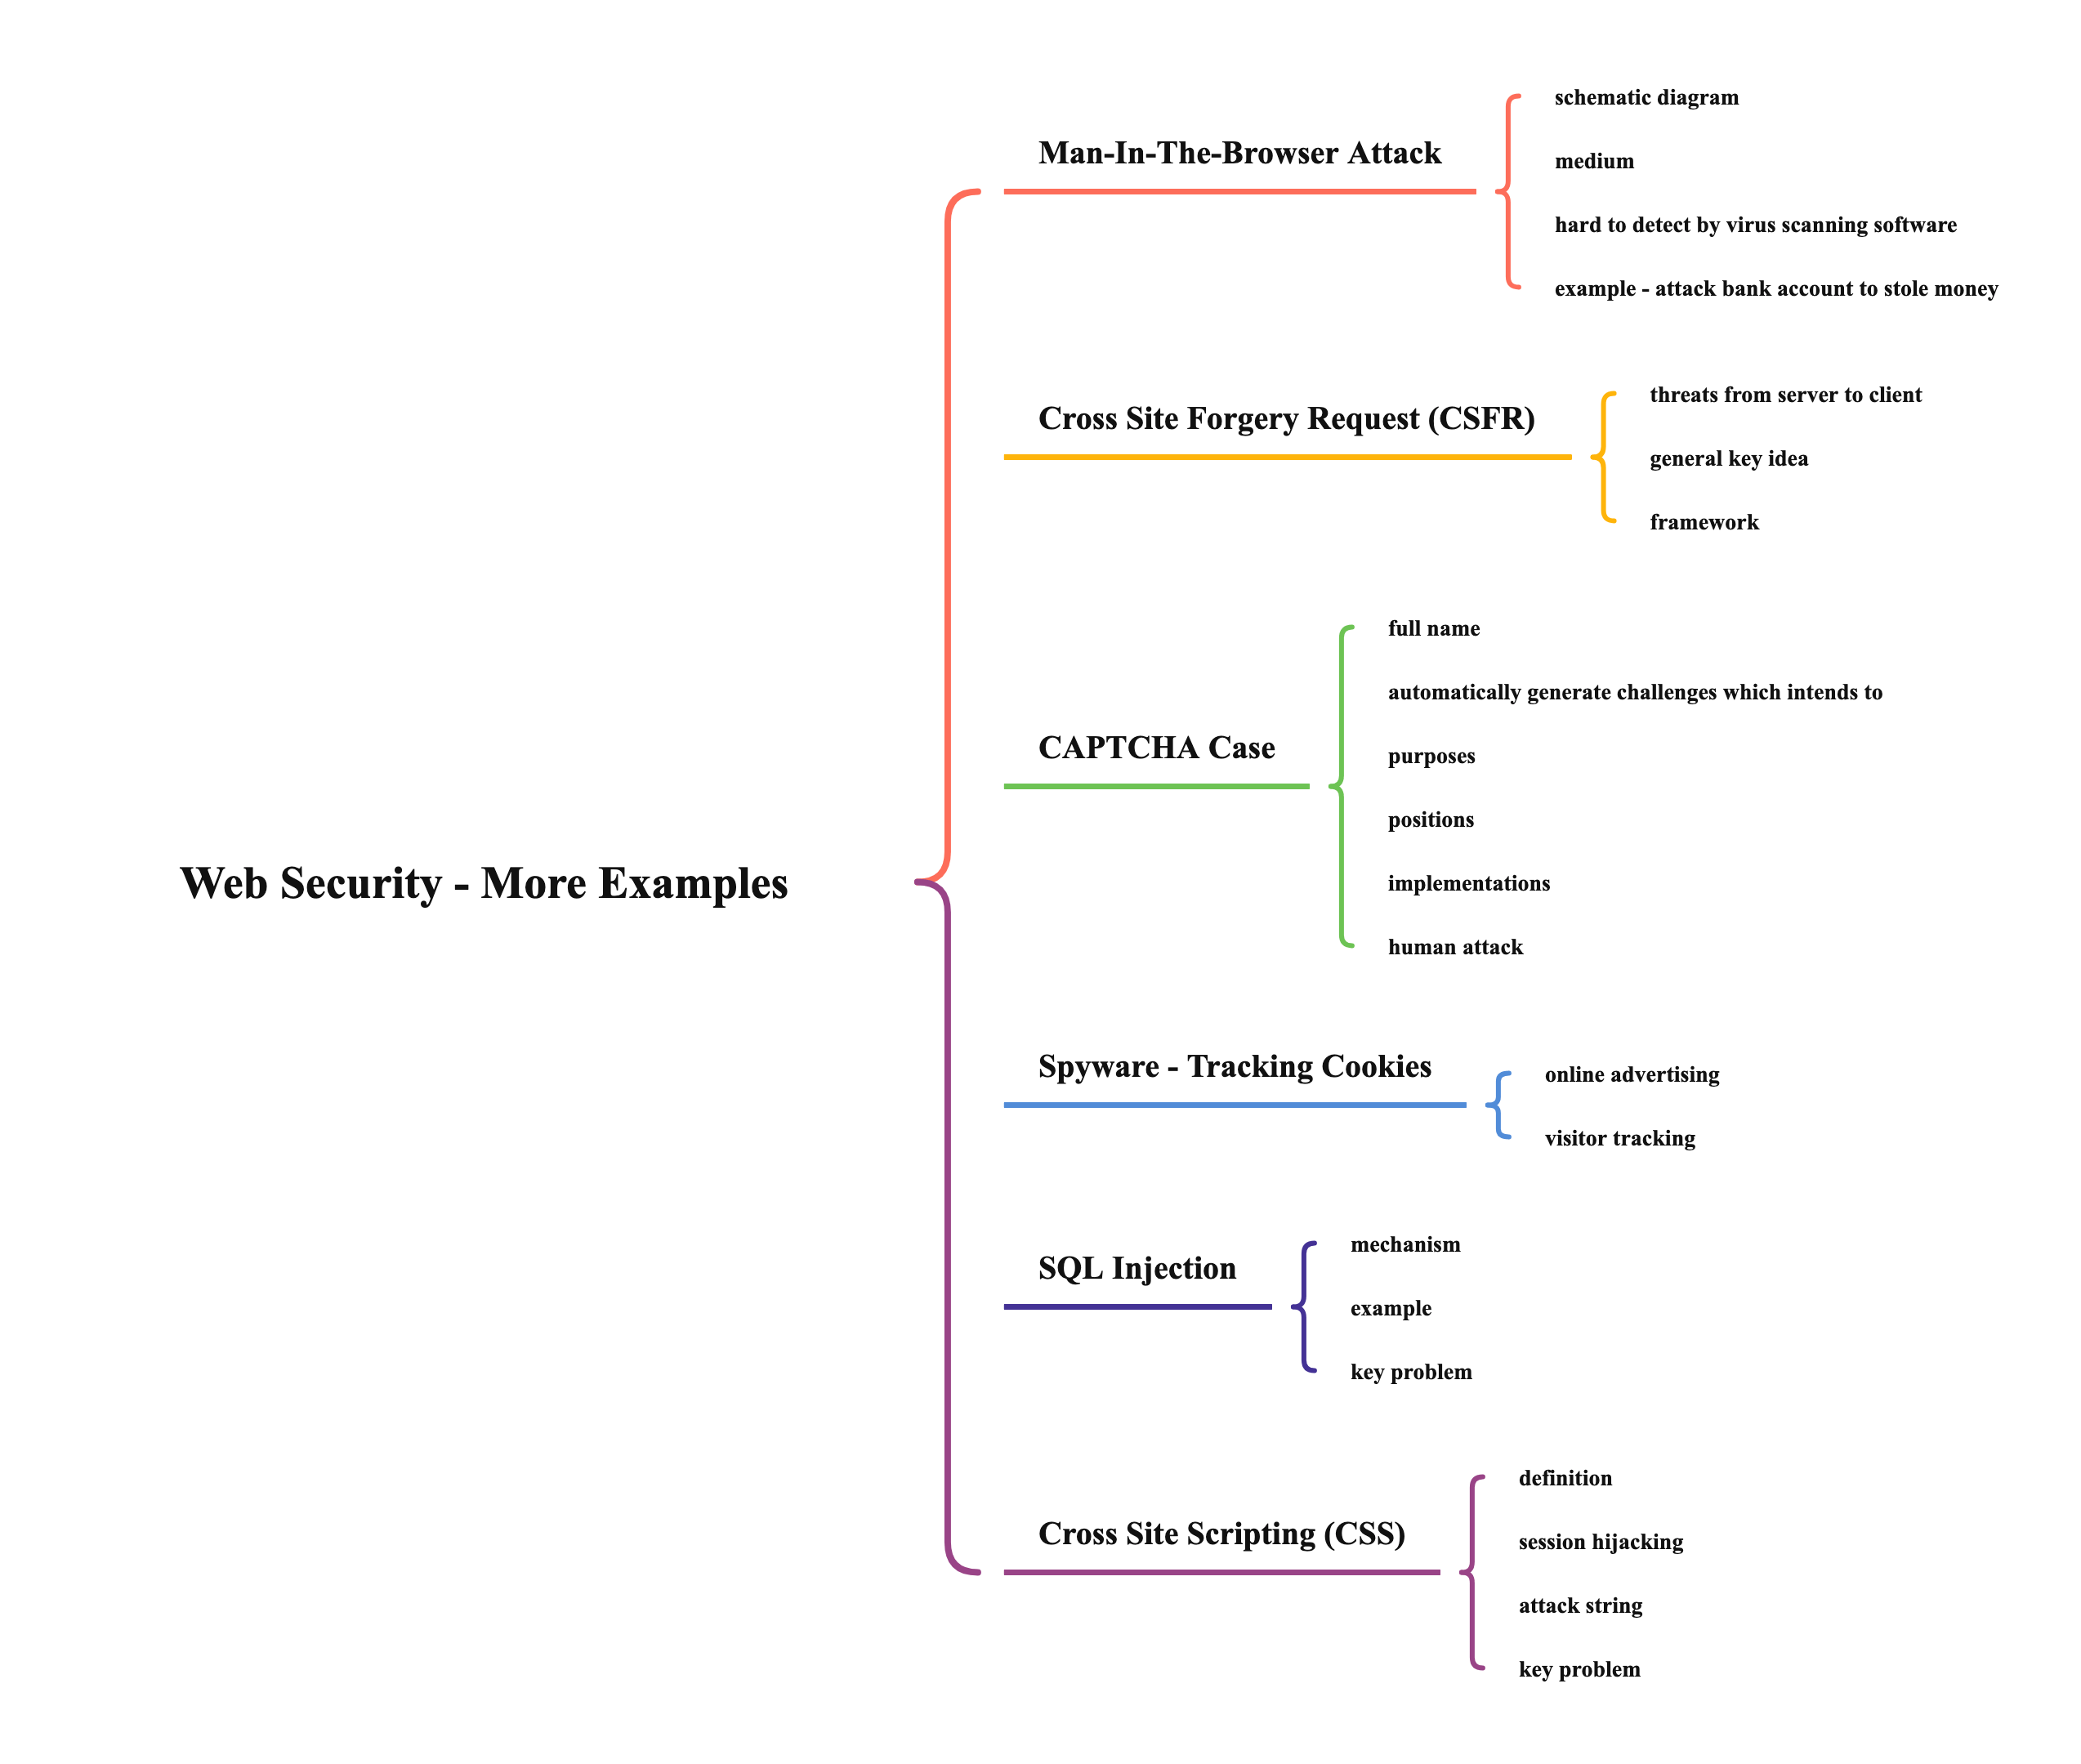 Web Security - More Examples
Man-In-The-Browser Attack
schematic diagram
medium
hard to detect by virus scanning software
example - attack bank account to stole money
Cross Site Forgery Request (CSFR)
threats from server to client
general key idea
framework
CAPTCHA Case
full name
automatically generate challenges which intends to
purposes
positions
implementations
human attack
Spyware - Tracking Cookies
online advertising
visitor tracking
SQL Injection
mechanism
example
key problem
Cross Site Scripting (CSS)
definition
session hijacking
attack string
key problem